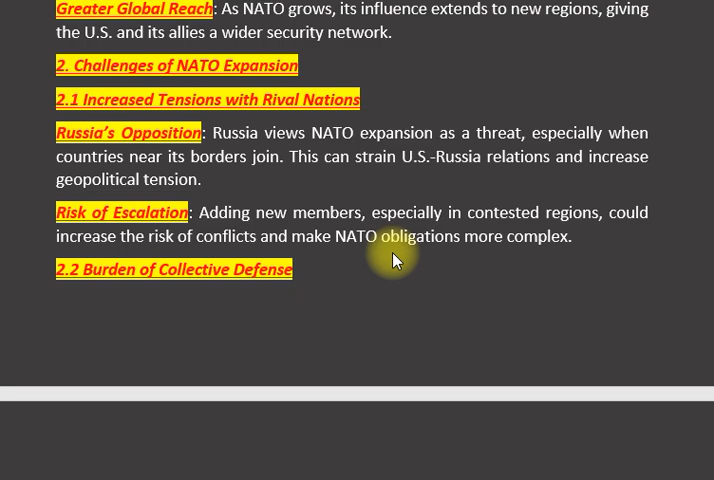 Greater Global Reach: As NATO grows, its influence extends to new regions, giving
the U.S. and its allies a wider security network.
2. Challenges of NATO Expansion
2.1 Increased Tensions with Rival Nations
Russia’s Opposition: Russia views NATO expansion as a threat, especially when
countries near its borders join. This can strain U.S.-Russia relations and increase
geopolitical tension.
Risk of Escalation: Adding new members, especially in contested regions, could
increase the risk of conflicts and make NATO obligations more complex.
2.2 Burden of Collective Defense